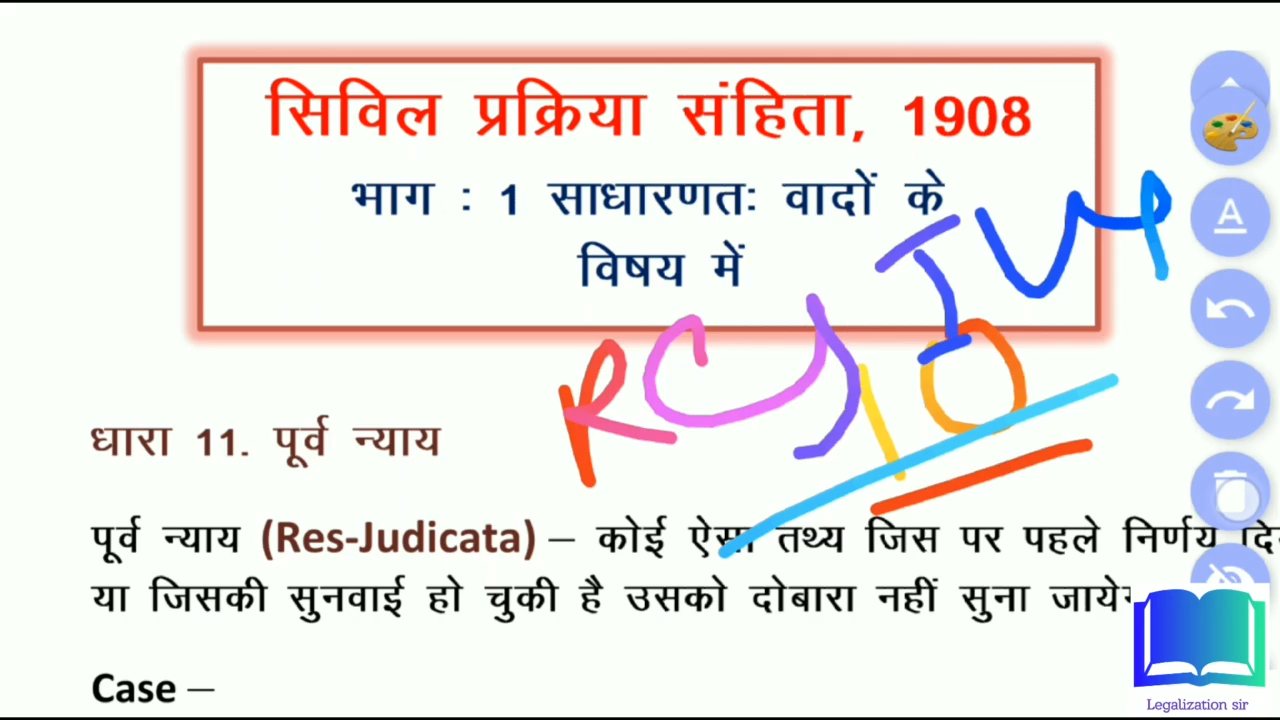 सिविल प्रक्रिया संहिता, 1908
भाग : 1 साधारणतः वादों के
विषय में
धारा 11. पूर्व न्याय
पूर्व न्याय (Res-Judicata) – कोई ऐसा तथ्य जिस पर पहले निर्णय
या जिसकी सुनवाई हो चुकी है उसको दोबारा नहीं सुना
Case –
A
Legalization sir